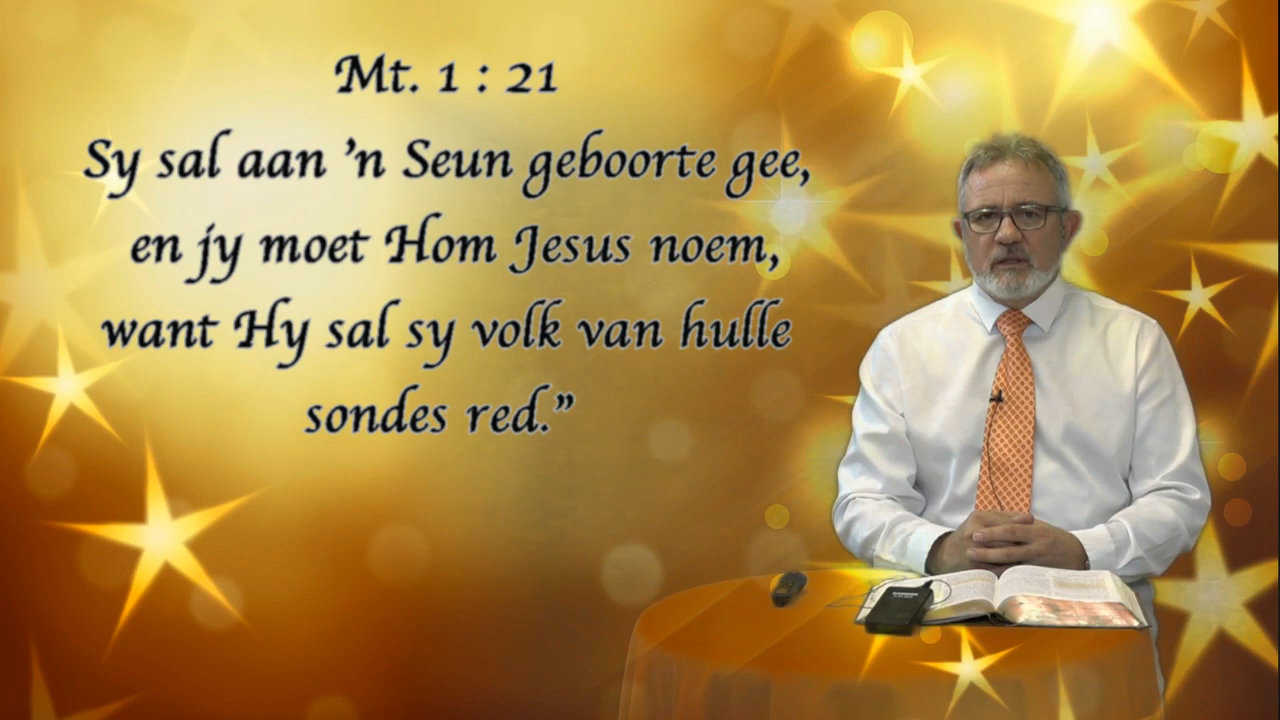 Mt. 1 : 21
Sy sal aan 'n Seun geboorte gee,
en jy moet Hom Jesus noem,
want Hy sal sy volk van hulle
sondes red.”